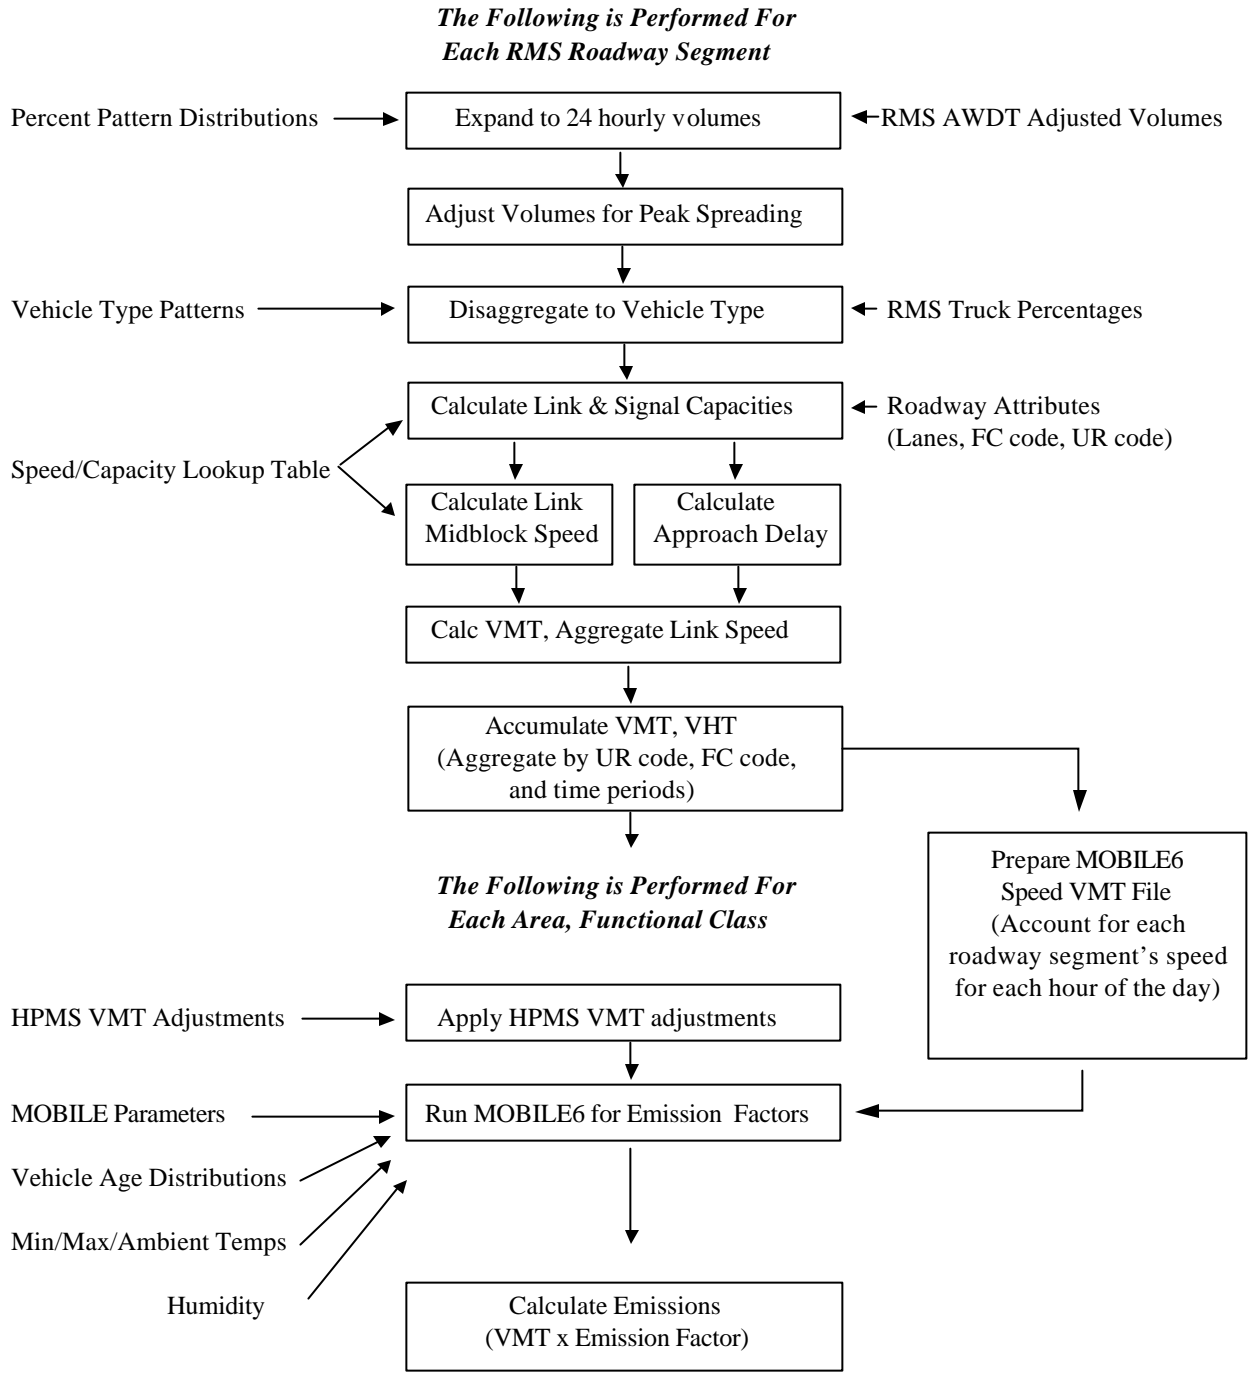 The Following is Performed For
Each RMS Roadway Segment
Percent Pattern Distributions
Expand to 24 hourly volumes
RMS AWDT Adjusted Volumes
Adjust Volumes for Peak Spreading
Vehicle Type Patterns
Disaggregate to Vehicle Type
RMS Truck Percentages
Calculate Link & Signal Capacities
Roadway Attributes
(Lanes, FC code, UR code)
Speed/Capacity Lookup Table
Calculate Link
Midblock Speed
Calculate
Approach Delay
Calc VMT, Aggregate Link Speed
Accumulate VMT, VHT
(Aggregate by UR code, FC code,
and time periods)
Prepare MOBILE6
Speed VMT File
(Account for each
roadway segment's speed
for each hour of the day)
The Following is Performed For
Each Area, Functional Class
HPMS VMT Adjustments
Apply HPMS VMT adjustments
MOBILE Parameters
Run MOBILE6 for Emission Factors
Vehicle Age Distributions
Min/Max/Ambient Temps
Humidity
Calculate Emissions
(VMT x Emission Factor)